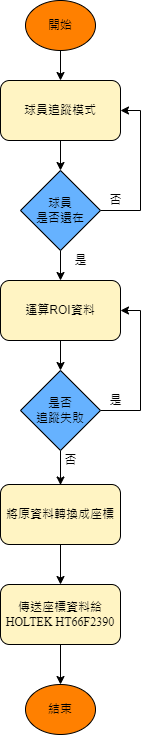 開始
球員追蹤模式
球員
是否還在
否
是
運算ROI資料
是否
追蹤失敗
是
否
將原資料轉換成座標
傳送座標資料給
HOLTEK HT66F2390
結束